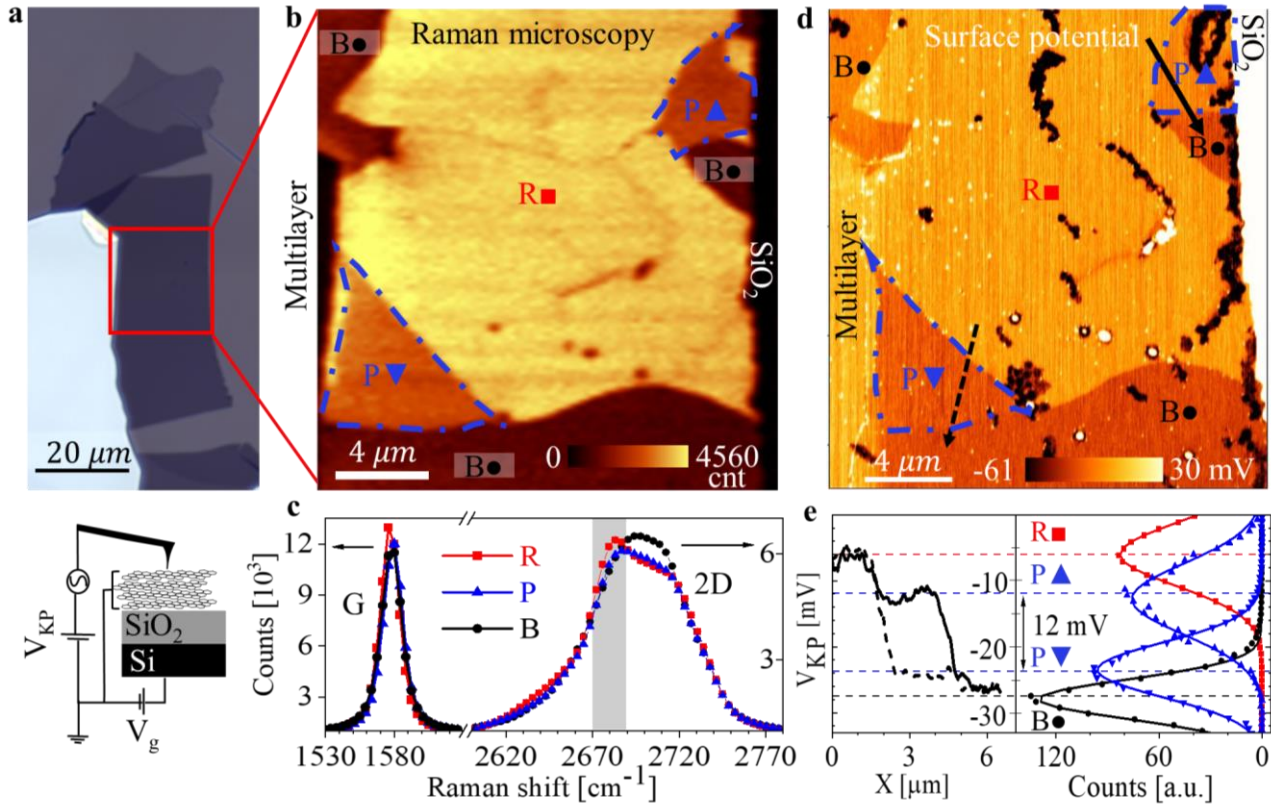 a
20 μm
b
Raman microscopy
B●
P▲
B●
R■
Multilayer
SiO2
P▼
4 μm
B●
0
4560
cnt
d
Surface potential
SiO2
B●
P▲
B●
R■
Multilayer
P▼
B●
4 μm
-61
30 mV
VKP
SiO2
Si
Vg
c
Counts [10³]
12
9
6
3
G
R
P
B
2D
6
3
1530
1580
2620
2670
2720
2770
Raman shift [cm⁻¹]
e
R■
P▲
12 mV
P▼
B●
VKP [mV]
-10
-20
-30
0
3
6
X [μm]
120
60
0
Counts [a.u.]